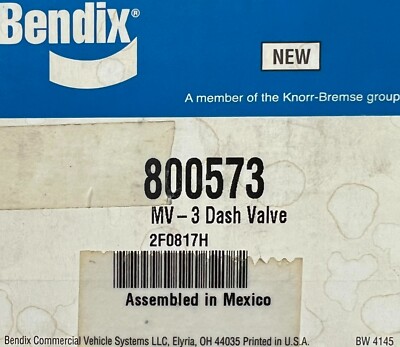 Bendix®
NEW
A member of the Knorr-Bremse group
800573
MV-3 Dash Valve
2F0817H
Assembled in Mexico
Bendix Commercial Vehicle Systems LLC, Elyria, OH 44035 Printed in U.S.A. BW 4145